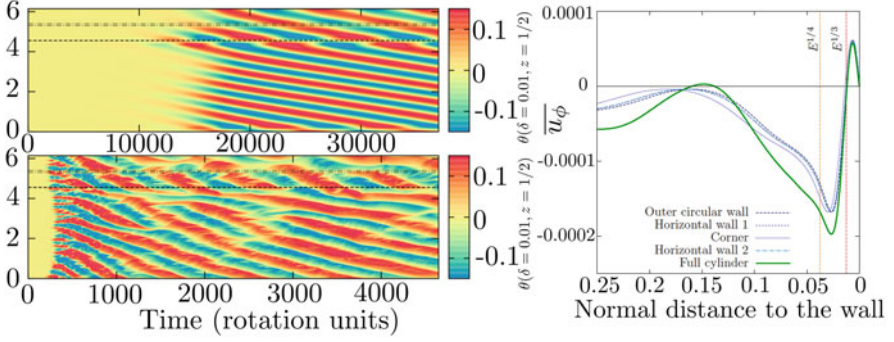 6
4
2
0
0 10000 20000 30000
0.1
0
-0.1
θ(δ = 0.01, z = 1/2)
6
4
2
0
0 1000 2000 3000 4000
Time (rotation units)
0.1
0
-0.1
θ(δ = 0.01, z = 1/2)
0.0001
0
-0.0001
-0.0002
u_ϕ
E^{1/4}
E^{1/3}
Outer circular wall
Horizontal wall 1
Corner
Horizontal wall 2
Full cylinder
0.25 0.2 0.15 0.1 0.05 0
Normal distance to the wall